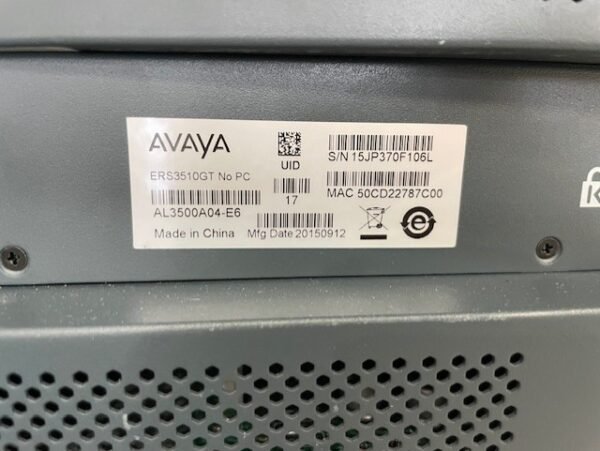 AVAYA
UID
S/N 15JP370F106L
ERS3510GT No PC
17
MAC 50CD22787C00
AL3500A04-E6
Made in China
Mfg Date 20150912
e
K